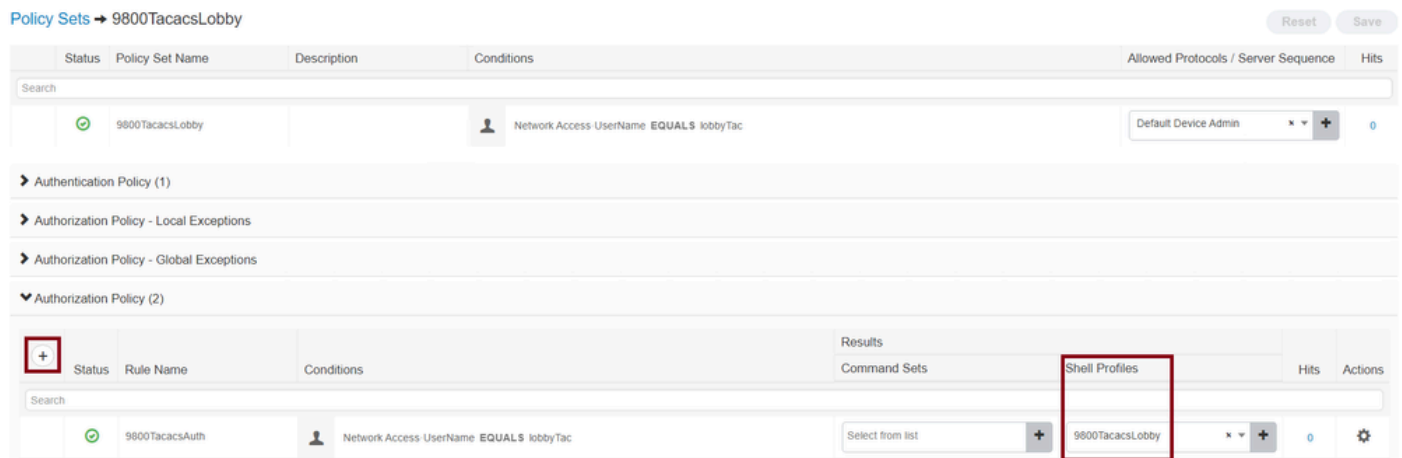 Policy Sets → 9800TacacsLobby
Reset Save
Status Policy Set Name Description Conditions Allowed Protocols / Server Sequence Hits
Search
9800TacacsLobby Network Access·UserName EQUALS lobbyTac Default Device Admin 0
Authentication Policy (1)
Authorization Policy - Local Exceptions
Authorization Policy - Global Exceptions
Authorization Policy (2)
Results
Status Rule Name Conditions Command Sets Shell Profiles Hits Actions
Search
9800TacacsAuth Network Access·UserName EQUALS lobbyTac Select from list 9800TacacsLobby 0